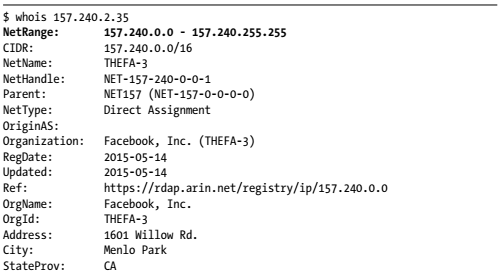 $ whois 157.240.2.35
NetRange: 157.240.0.0 - 157.240.255.255
CIDR: 157.240.0.0/16
NetName: THEFA-3
NetHandle: NET-157-240-0-0-1
Parent: NET157 (NET-157-0-0-0-0)
NetType: Direct Assignment
OriginAS:
Organization: Facebook, Inc. (THEFA-3)
RegDate: 2015-05-14
Updated: 2015-05-14
Ref: https://rdap.arin.net/registry/ip/157.240.0.0
OrgName: Facebook, Inc.
OrgId: THEFA-3
Address: 1601 Willow Rd.
City: Menlo Park
StateProv: CA